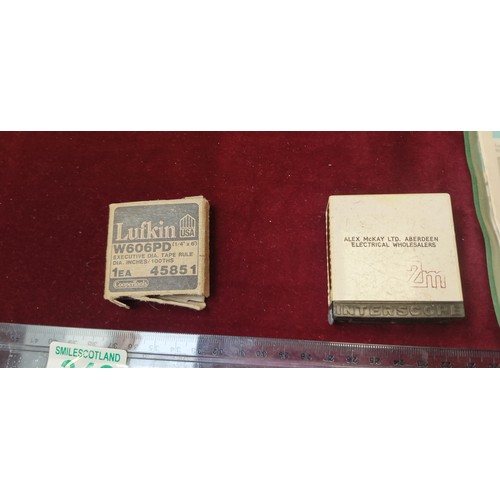 Lufkin USA
W606PD (1/4" x 6')
EXECUTIVE DIA. TAPE RULE
DIA. INCHES/100THS
1EA 45851
CooperTools
ALEX McKAY LTD. ABERDEEN
ELECTRICAL WHOLESALERS
2m
INTERSCOPE
SMILESCOTLAND